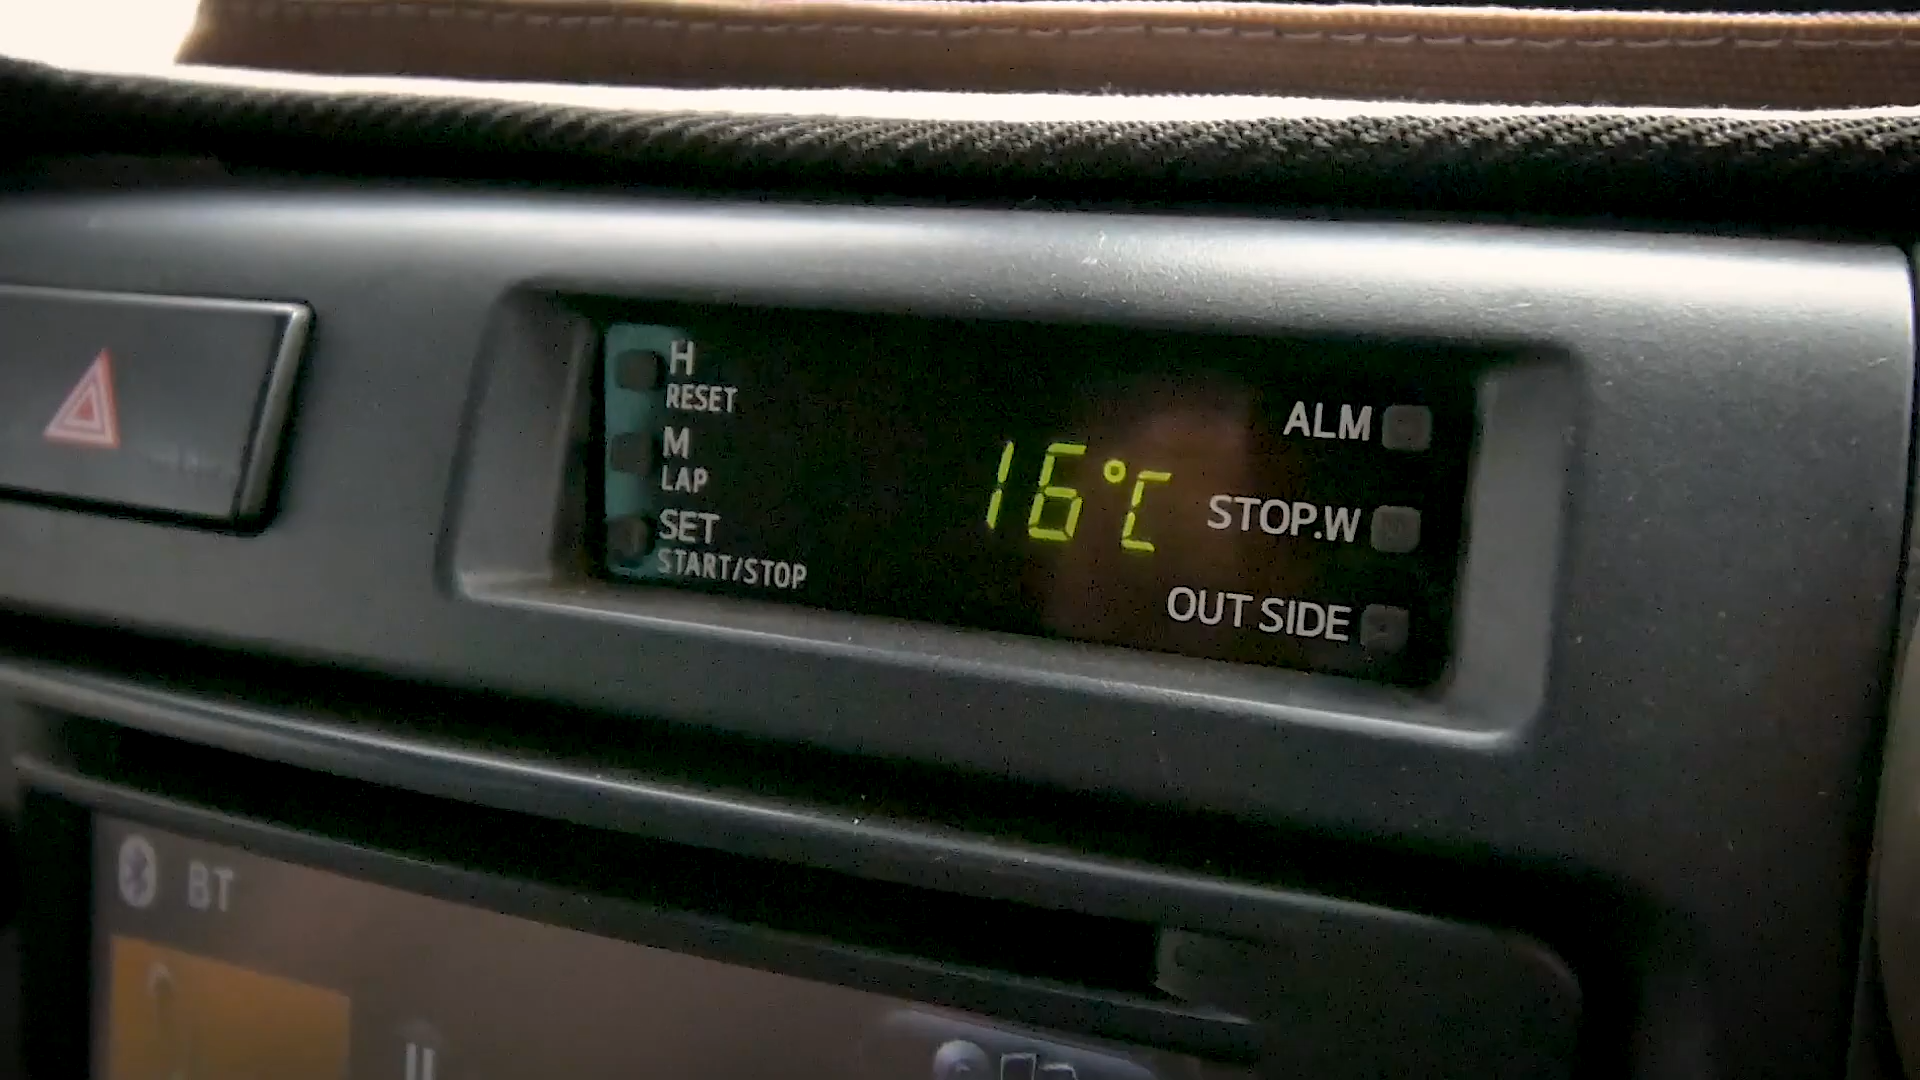 H
RESET
M
LAP
SET
START/STOP
16°C
ALM
STOP.W
OUT SIDE
BT